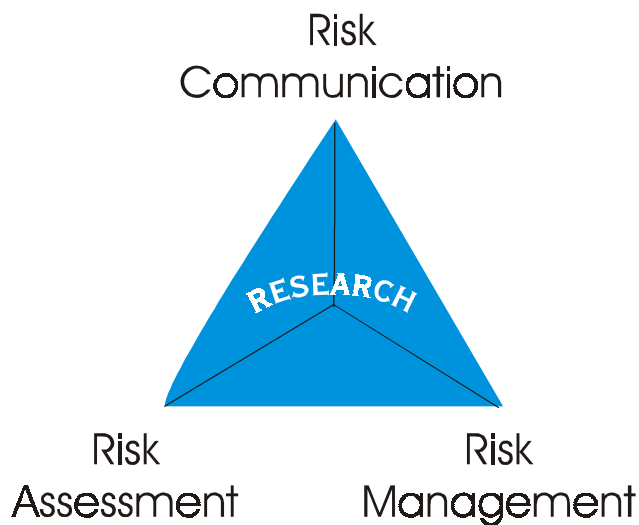 Risk
Communication
RESEARCH
Risk
Assessment
Risk
Management